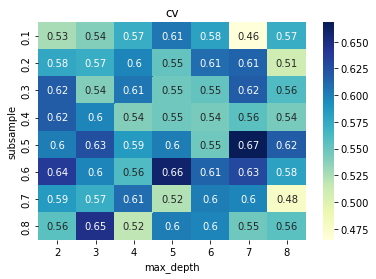 cv
0.1 0.53 0.54 0.57 0.61 0.58 0.46 0.57
0.2 0.58 0.57 0.6 0.55 0.61 0.61 0.51
0.3 0.62 0.54 0.61 0.55 0.55 0.62 0.56
0.4 0.62 0.6 0.54 0.55 0.54 0.56 0.54
0.5 0.6 0.63 0.59 0.6 0.55 0.67 0.62
0.6 0.64 0.6 0.56 0.66 0.61 0.63 0.58
0.7 0.59 0.57 0.61 0.52 0.6 0.6 0.48
0.8 0.56 0.65 0.52 0.6 0.6 0.55 0.56
2 3 4 5 6 7 8
max_depth
subsample
0.650
0.625
0.600
0.575
0.550
0.525
0.500
0.475